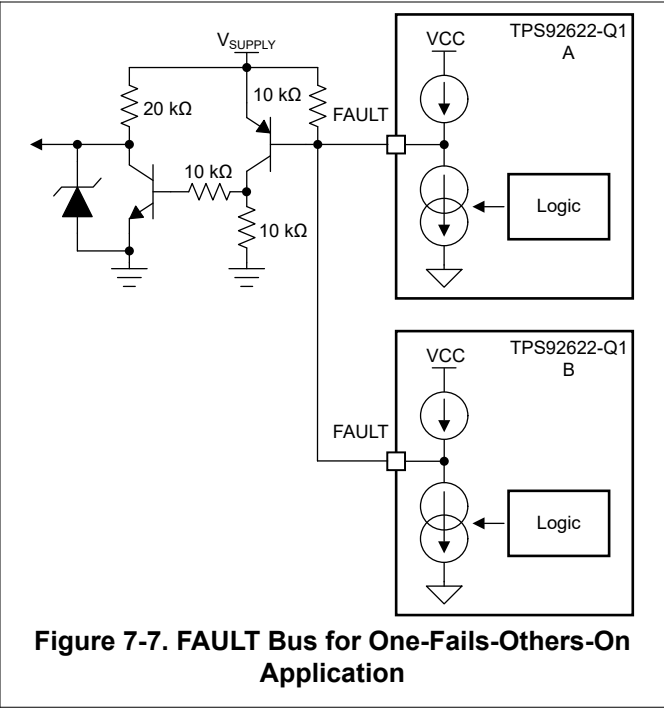 VSUPPLY
20 kΩ
10 kΩ
10 kΩ
10 kΩ
FAULT
VCC
TPS92622-Q1
A
Logic
FAULT
VCC
TPS92622-Q1
B
Logic
Figure 7-7. FAULT Bus for One-Fails-Others-On
Application